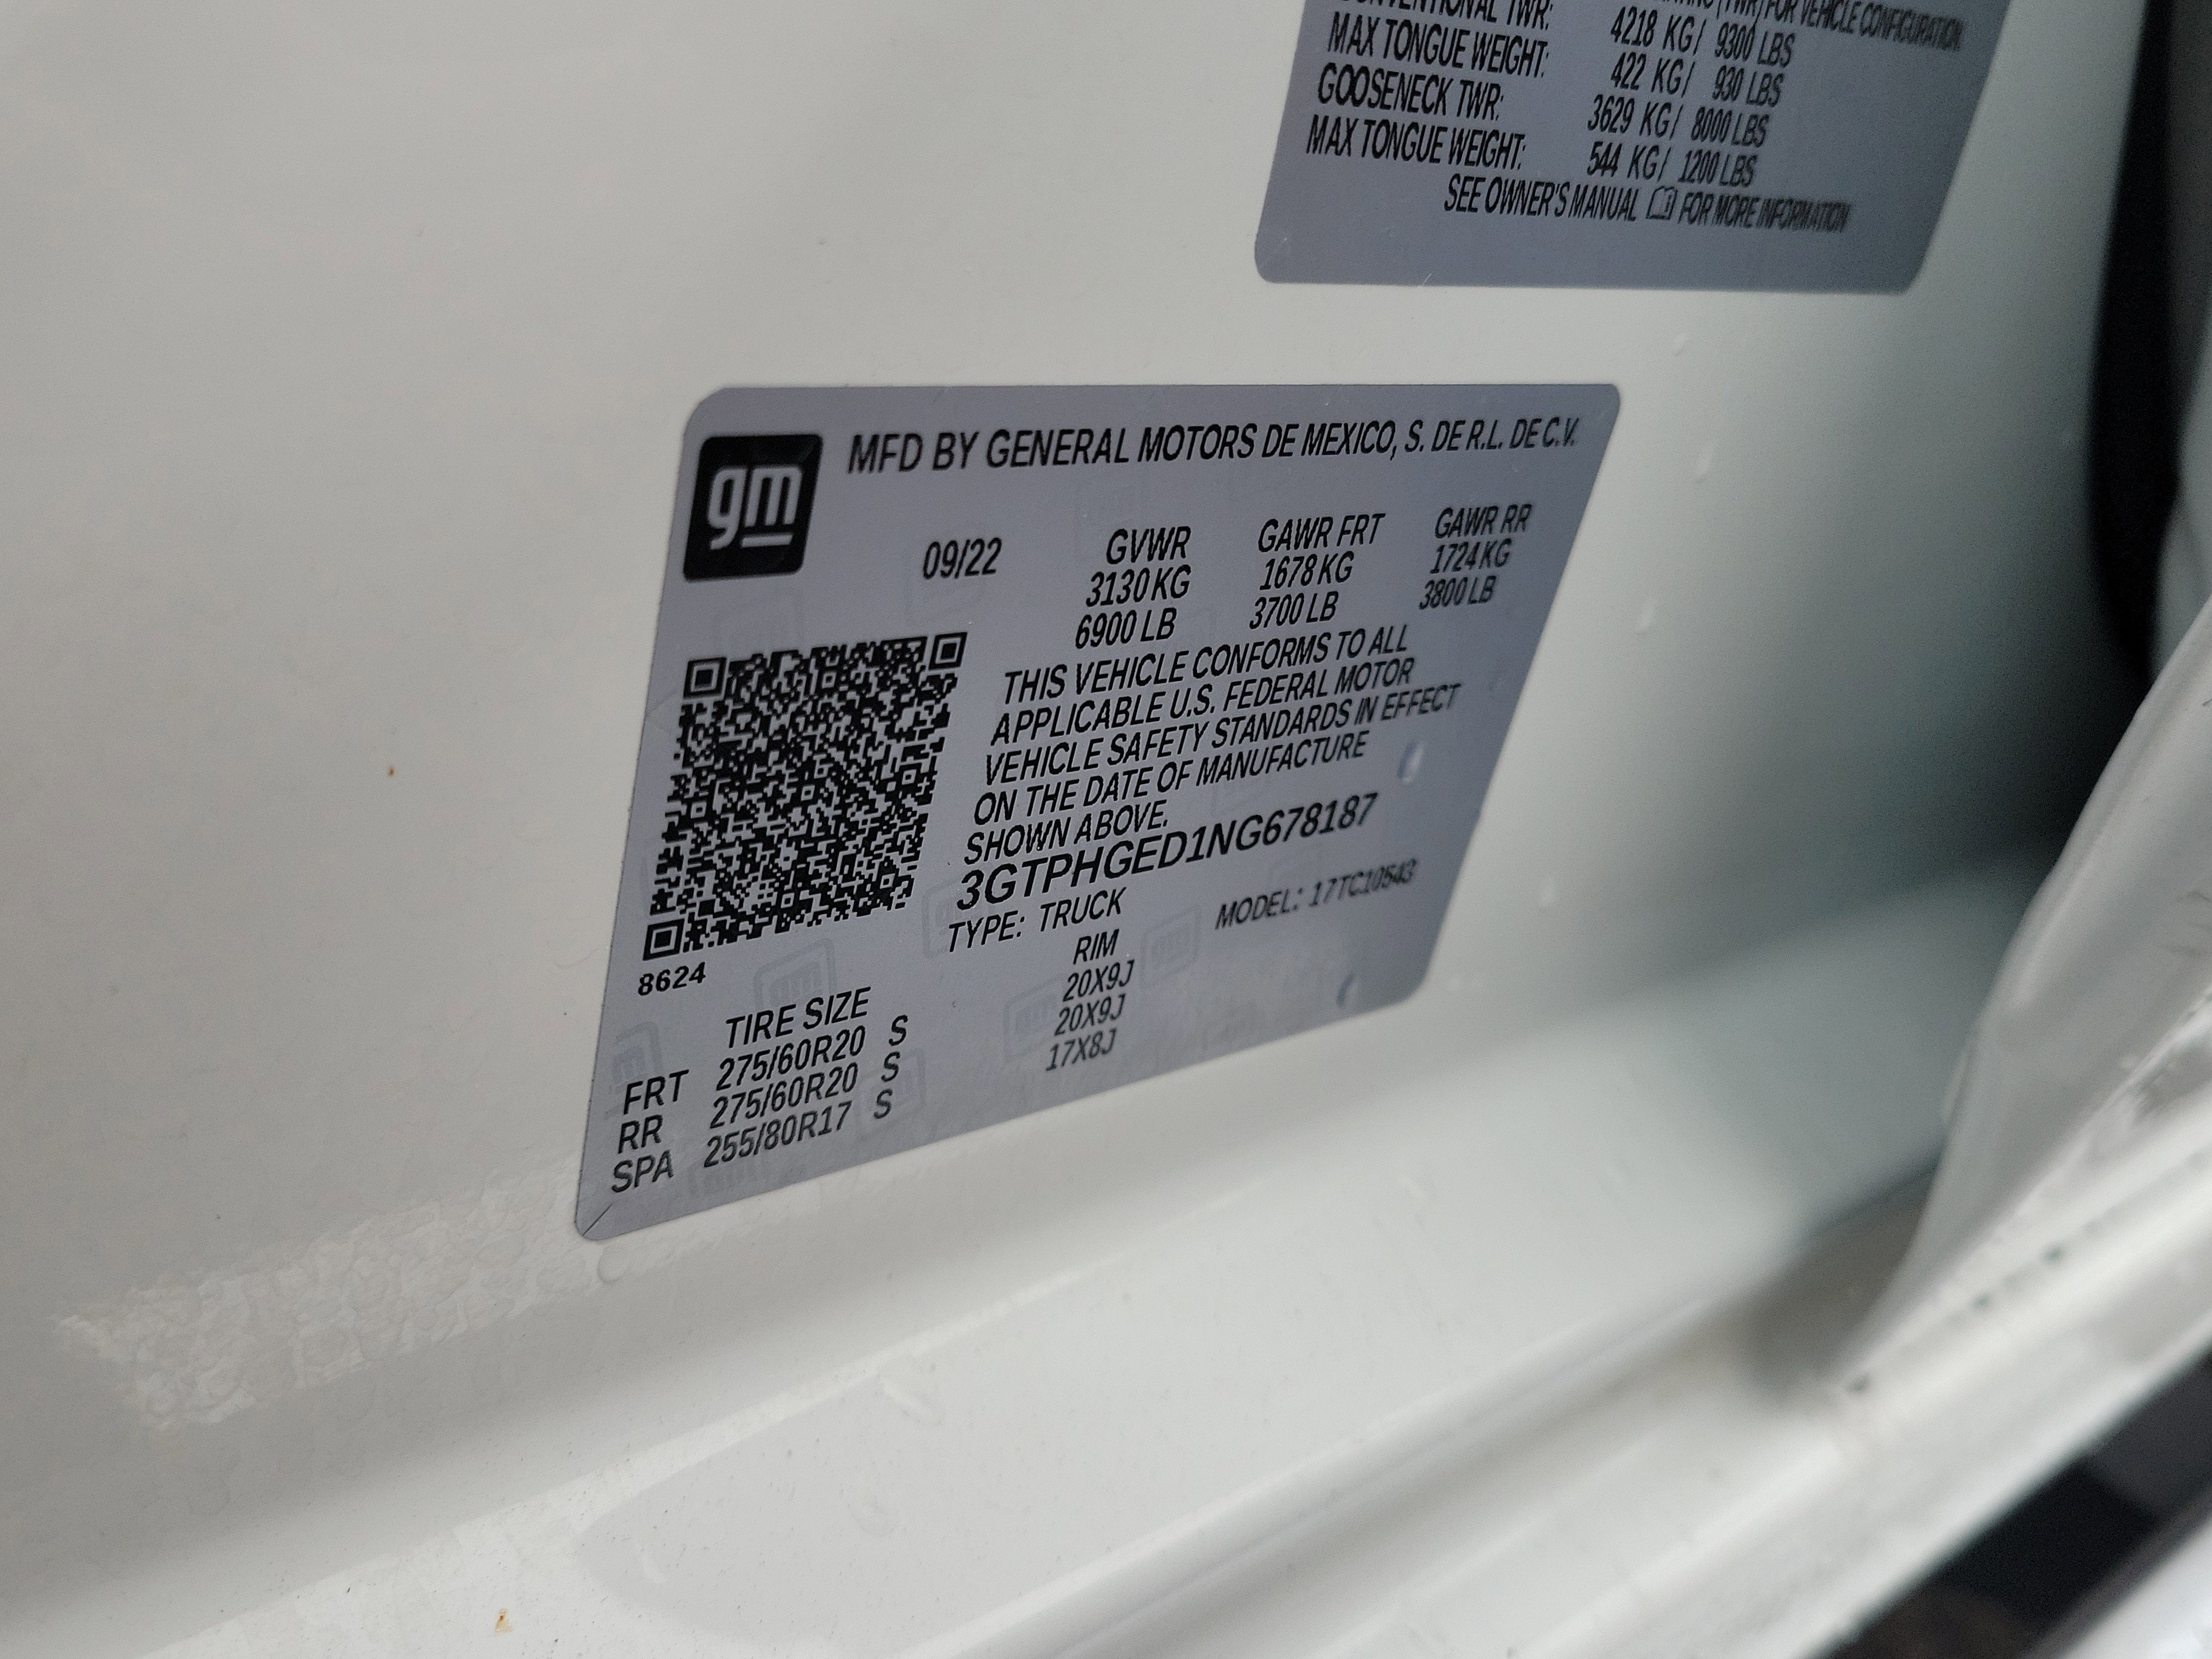 (TWR) FOR VEHICLE CONFIGURATION.
CONVENTIONAL TWR: 4218 KG/ 9300 LBS
MAX TONGUE WEIGHT: 422 KG/ 930 LBS
GOOSENECK TWR: 3629 KG/ 8000 LBS
MAX TONGUE WEIGHT: 544 KG/ 1200 LBS
SEE OWNER'S MANUAL FOR MORE INFORMATION
gm
MFD BY GENERAL MOTORS DE MEXICO, S. DE R.L. DE C.V.
09/22 GVWR GAWR FRT GAWR RR
3130 KG 1678 KG 1724 KG
6900 LB 3700 LB 3800 LB
THIS VEHICLE CONFORMS TO ALL
APPLICABLE U.S. FEDERAL MOTOR
VEHICLE SAFETY STANDARDS IN EFFECT
ON THE DATE OF MANUFACTURE
SHOWN ABOVE.
3GTPHGED1NG678187
TYPE: TRUCK MODEL: 17TC10543
8624
TIRE SIZE RIM
FRT 275/60R20 S 20X9J
RR 275/60R20 S 20X9J
SPA 255/80R17 S 17X8J